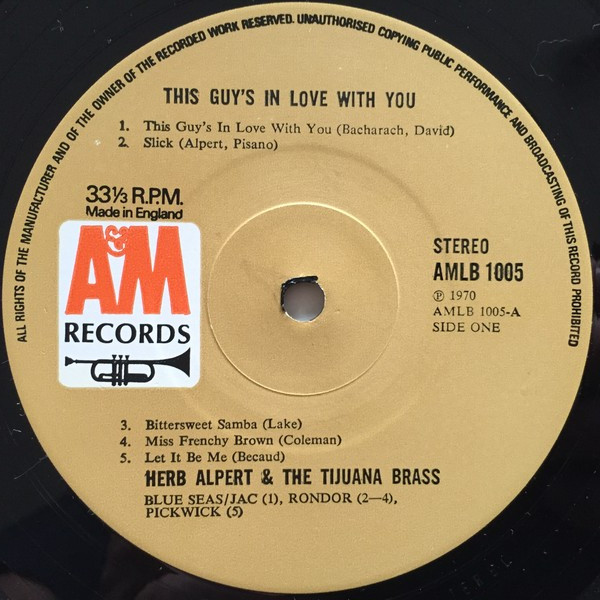 ALL RIGHTS OF THE MANUFACTURER AND OF THE OWNER OF THE RECORDED WORK RESERVED. UNAUTHORISED COPYING PUBLIC PERFORMANCE AND BROADCASTING OF THIS RECORD PROHIBITED
THIS GUY'S IN LOVE WITH YOU
1. This Guy's In Love With You (Bacharach, David)
2. Slick (Alpert, Pisano)
33⅓ R.P.M.
Made in England
A&M
RECORDS
STEREO
AMLB 1005
℗ 1970
AMLB 1005-A
SIDE ONE
3. Bittersweet Samba (Lake)
4. Miss Frenchy Brown (Coleman)
5. Let It Be Me (Becaud)
HERB ALPERT & THE TIJUANA BRASS
BLUE SEAS/JAC (1), RONDOR (2—4),
PICKWICK (5)